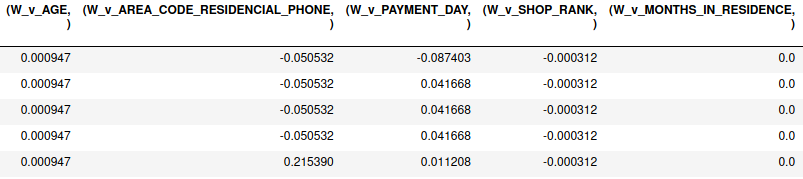 (W_v_AGE, (W_v_AREA_CODE_RESIDENCIAL_PHONE, (W_v_PAYMENT_DAY, (W_v_SHOP_RANK, (W_v_MONTHS_IN_RESIDENCE,
) ) ) ) )
0.000947 -0.050532 -0.087403 -0.000312 0.0
0.000947 -0.050532 0.041668 -0.000312 0.0
0.000947 -0.050532 0.041668 -0.000312 0.0
0.000947 -0.050532 0.041668 -0.000312 0.0
0.000947 0.215390 0.011208 -0.000312 0.0